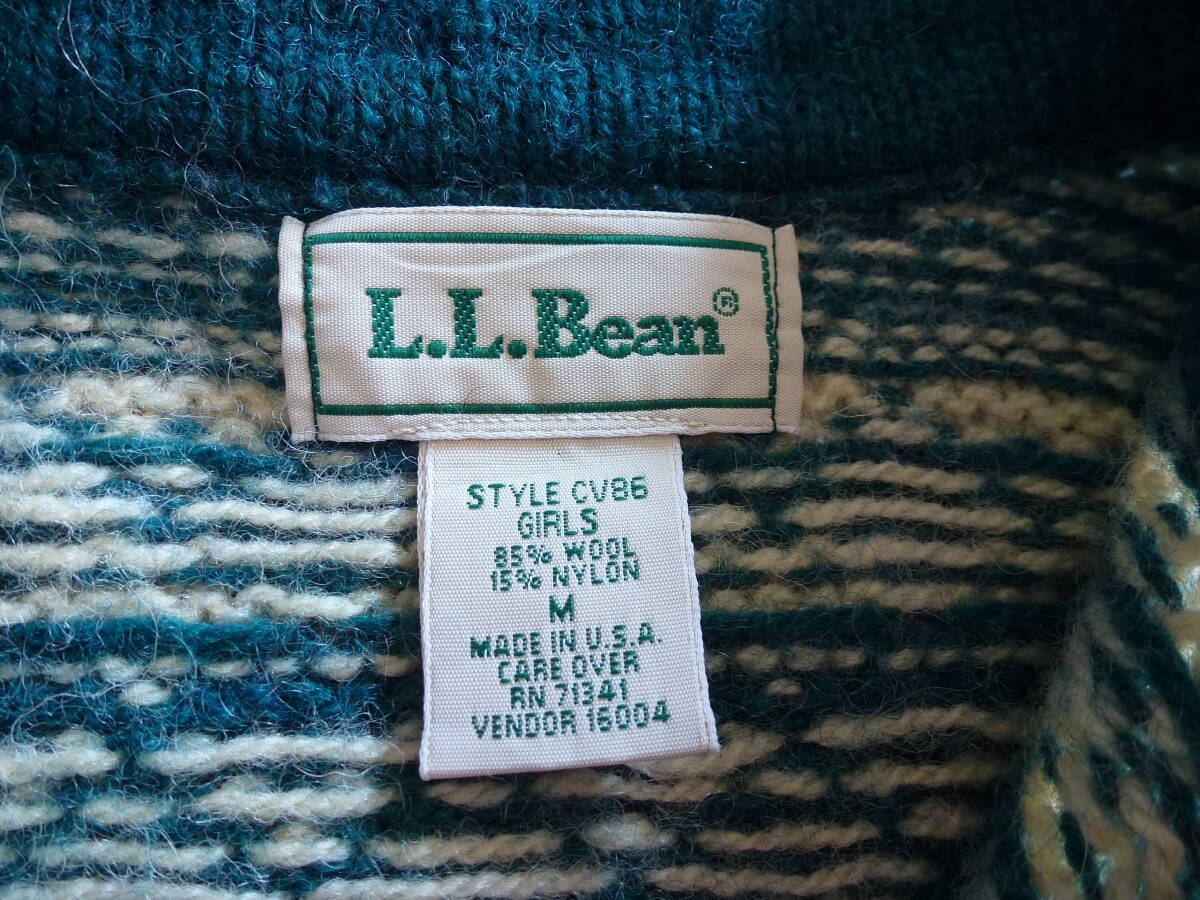 L.L.Bean®
STYLE CV86
GIRLS
85% WOOL
15% NYLON
M
MADE IN U.S.A.
CARE OVER
RN 71341
VENDOR 16004